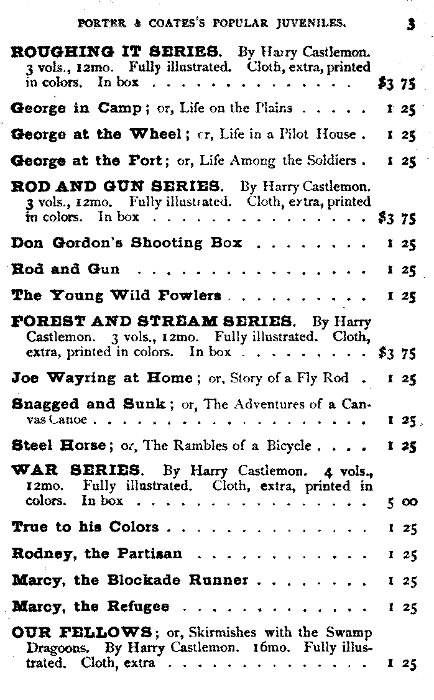 PORTER & COATES'S POPULAR JUVENILES. 3
ROUGHING IT SERIES. By Harry Castlemon.
3 vols., 12mo. Fully illustrated. Cloth, extra, printed
in colors. In box . . . . . . . . . . . . . . $3 75
George in Camp; or, Life on the Plains . . . . . 1 25
George at the Wheel; or, Life in a Pilot House . 1 25
George at the Fort; or, Life Among the Soldiers . 1 25
ROD AND GUN SERIES. By Harry Castlemon.
3 vols., 12mo. Fully illustrated. Cloth, extra, printed
in colors. In box . . . . . . . . . . . . . . $3 75
Don Gordon's Shooting Box . . . . . . . . 1 25
Rod and Gun . . . . . . . . . . . . . . . 1 25
The Young Wild Fowlers . . . . . . . . . . 1 25
FOREST AND STREAM SERIES. By Harry
Castlemon. 3 vols., 12mo. Fully illustrated. Cloth,
extra, printed in colors. In box . . . . . . . . . $3 75
Joe Wayring at Home; or, Story of a Fly Rod . 1 25
Snagged and Sunk; or, The Adventures of a Can-
vas Canoe . . . . . . . . . . . . . . . . . 1 25
Steel Horse; or, The Rambles of a Bicycle . . . . 1 25
WAR SERIES. By Harry Castlemon. 4 vols.,
12mo. Fully illustrated. Cloth, extra, printed in
colors. In box . . . . . . . . . . . . . . . 5 00
True to his Colors . . . . . . . . . . . . . 1 25
Rodney, the Partisan . . . . . . . . . . . 1 25
Marcy, the Blockade Runner . . . . . . . . 1 25
Marcy, the Refugee . . . . . . . . . . . . 1 25
OUR FELLOWS; or, Skirmishes with the Swamp
Dragoons. By Harry Castlemon. 16mo. Fully illus-
trated. Cloth, extra . . . . . . . . . . . . . 1 25